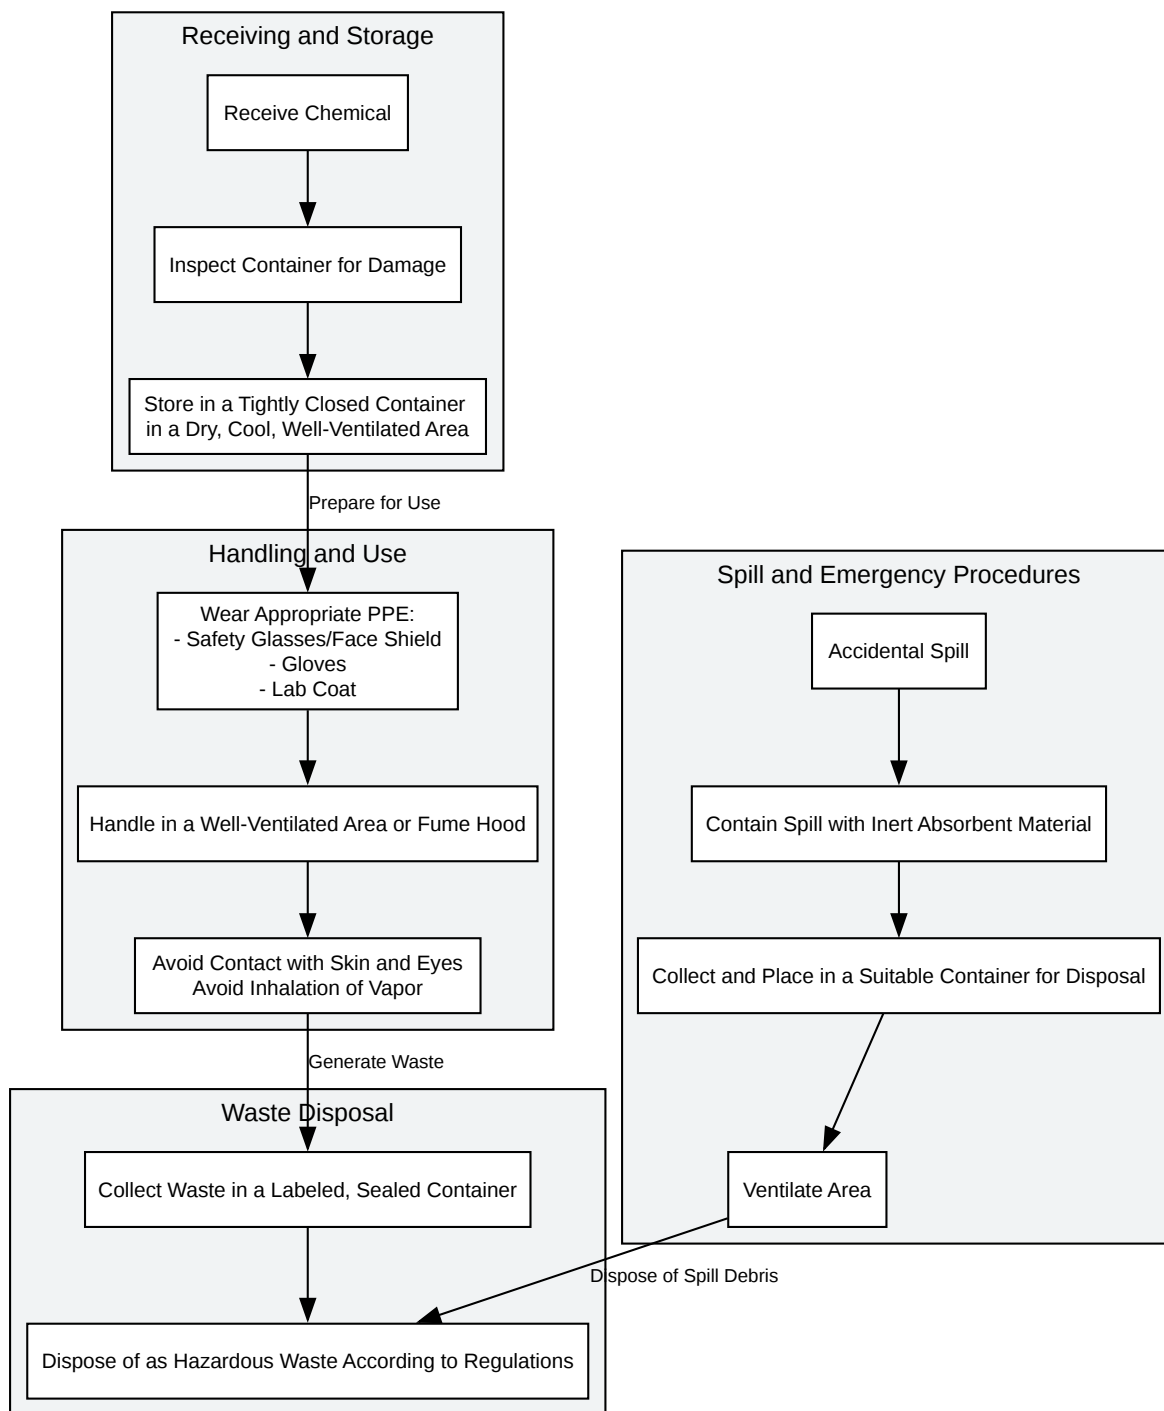 Receiving and Storage
Receive Chemical
Inspect Container for Damage
Store in a Tightly Closed Container
in a Dry, Cool, Well-Ventilated Area
Prepare for Use
Handling and Use
Wear Appropriate PPE:
- Safety Glasses/Face Shield
- Gloves
- Lab Coat
Handle in a Well-Ventilated Area or Fume Hood
Avoid Contact with Skin and Eyes
Avoid Inhalation of Vapor
Generate Waste
Waste Disposal
Collect Waste in a Labeled, Sealed Container
Dispose of as Hazardous Waste According to Regulations
Spill and Emergency Procedures
Accidental Spill
Contain Spill with Inert Absorbent Material
Collect and Place in a Suitable Container for Disposal
Ventilate Area
Dispose of Spill Debris